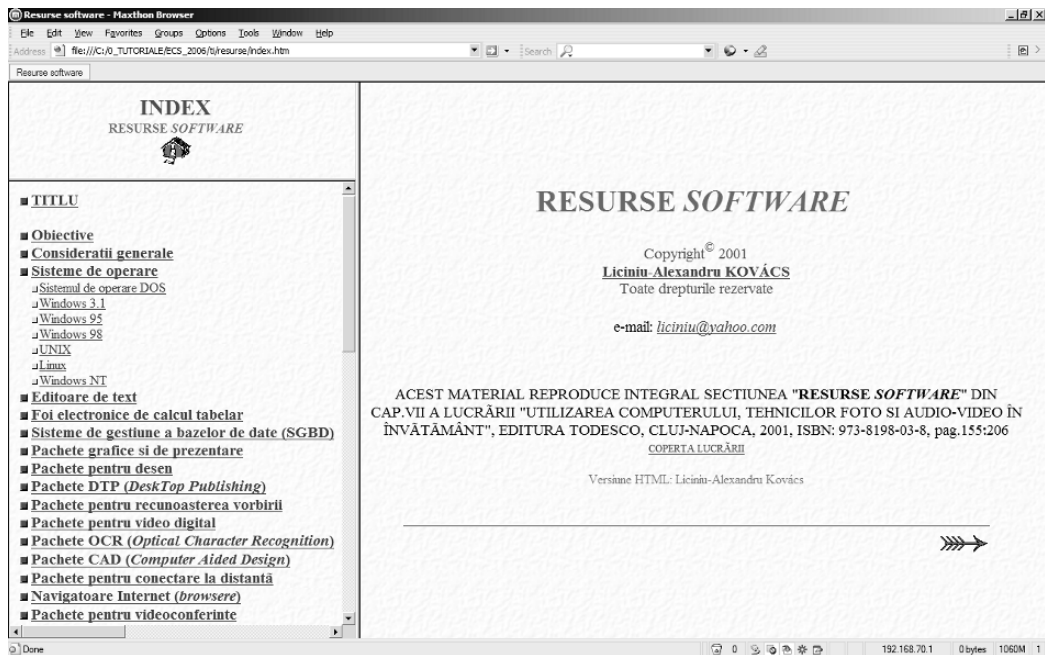 Resurse software - Maxthon Browser
File Edit View Favorites Groups Options Tools Window Help
Address file:///C:/0_TUTORIALE/ECS_2006/ti/resurse/index.htm Search
Resurse software
INDEX
RESURSE SOFTWARE
TITLU
Obiective
Consideratii generale
Sisteme de operare
Sistemul de operare DOS
Windows 3.1
Windows 95
Windows 98
UNIX
Linux
Windows NT
Editoare de text
Foi electronice de calcul tabelar
Sisteme de gestiune a bazelor de date (SGBD)
Pachete grafice si de prezentare
Pachete pentru desen
Pachete DTP (DeskTop Publishing)
Pachete pentru recunoasterea vorbirii
Pachete pentru video digital
Pachete OCR (Optical Character Recognition)
Pachete CAD (Computer Aided Design)
Pachete pentru conectare la distantã
Navigatoare Internet (browsere)
Pachete pentru videoconferinte
RESURSE SOFTWARE
Copyright© 2001
Liciniu-Alexandru KOVÁCS
Toate drepturile rezervate
e-mail: liciniu@yahoo.com
ACEST MATERIAL REPRODUCE INTEGRAL SECTIUNEA "RESURSE SOFTWARE" DIN
CAP.VII A LUCRÃRII "UTILIZAREA COMPUTERULUI, TEHNICILOR FOTO SI AUDIO-VIDEO ÎN
ÎNVÃTÃMÂNT", EDITURA TODESCO, CLUJ-NAPOCA, 2001, ISBN: 973-8198-03-8, pag.155:206
COPERTA LUCRÃRII
Versiune HTML: Liciniu-Alexandru Kovács
Done 0 192.168.70.1 0 bytes 1060M 1